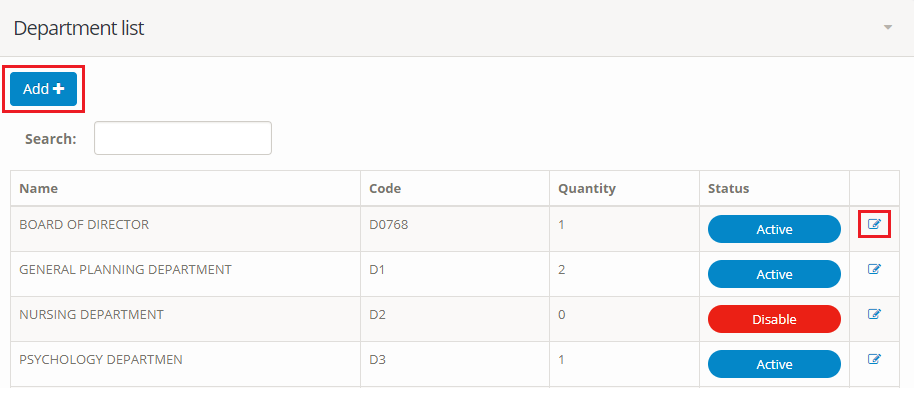 Department list
Add +
Search:
Name Code Quantity Status
BOARD OF DIRECTOR D0768 1 Active
GENERAL PLANNING DEPARTMENT D1 2 Active
NURSING DEPARTMENT D2 0 Disable
PSYCHOLOGY DEPARTMEN D3 1 Active